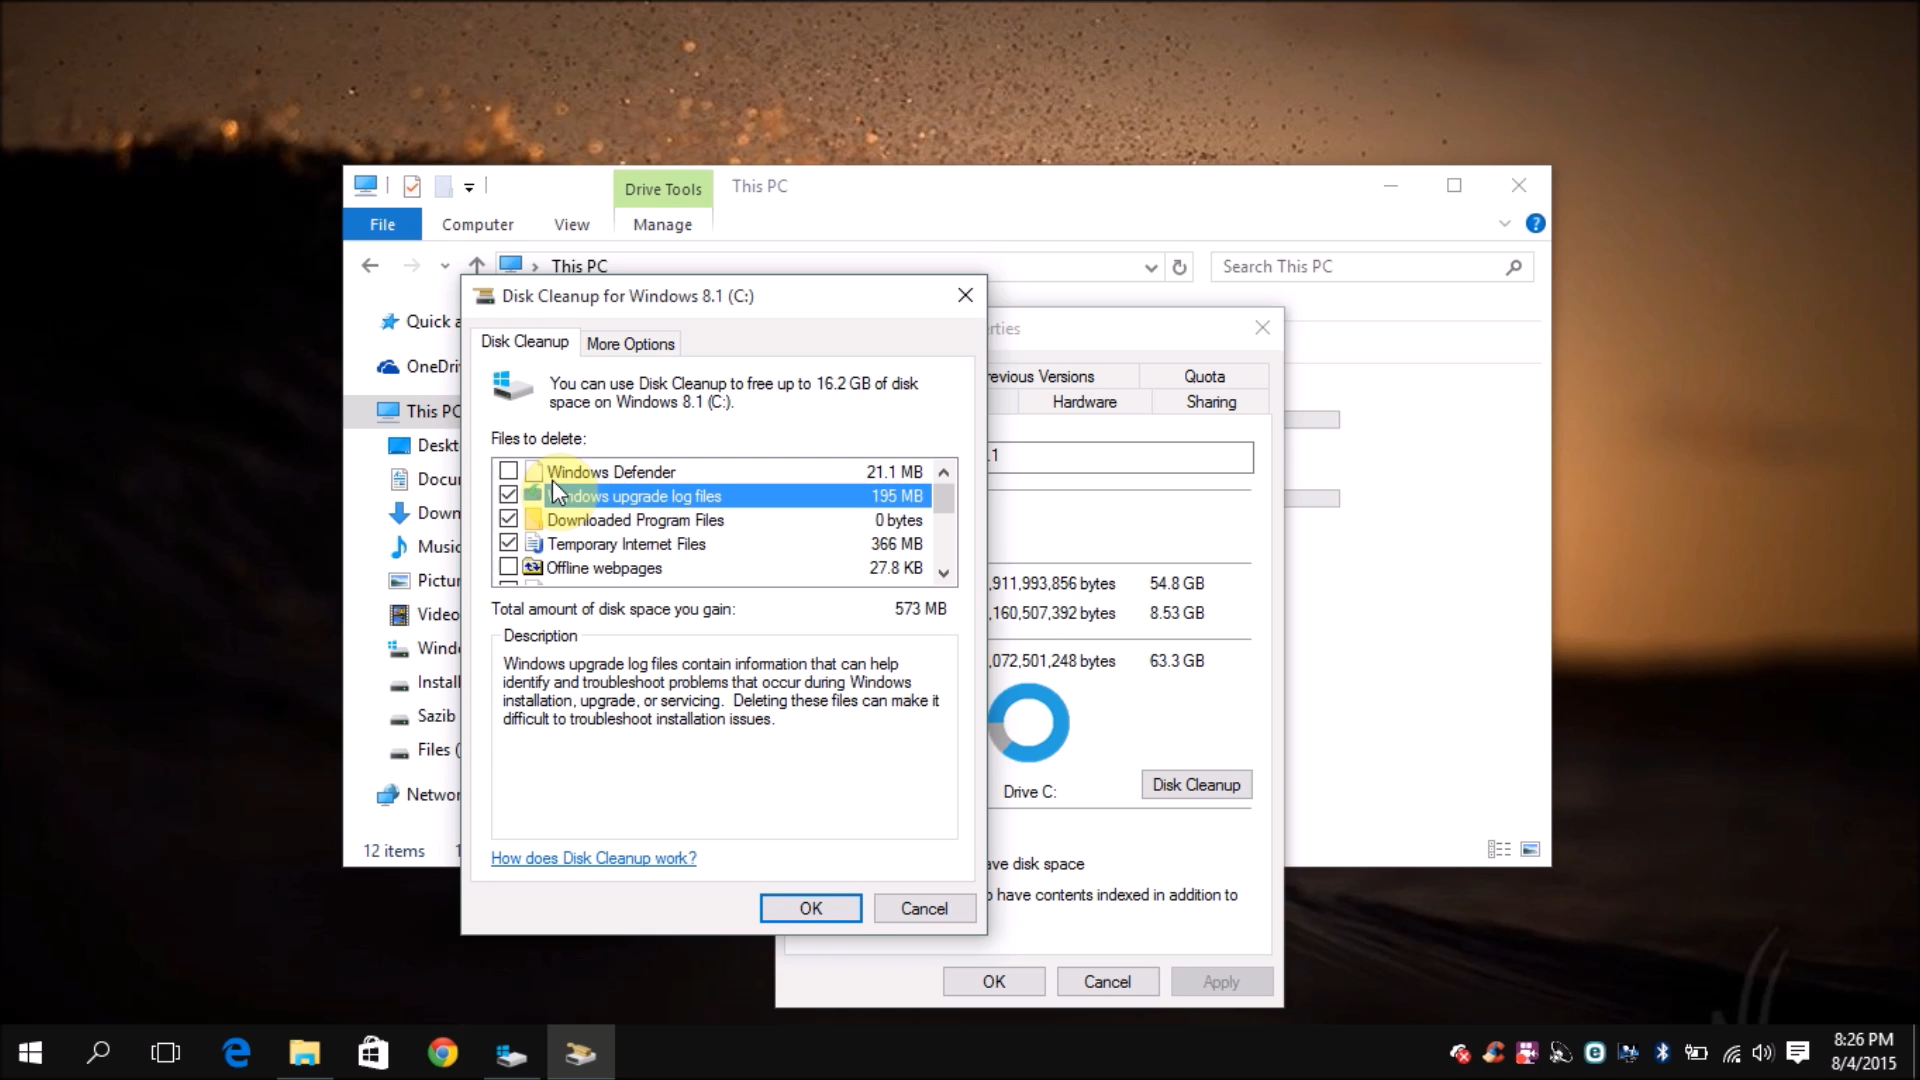 Drive Tools
This PC
File
Computer
View
Manage
This PC
Search This PC
Disk Cleanup for Windows 8.1 (C:)
Disk Cleanup
More Options
You can use Disk Cleanup to free up to 16.2 GB of disk
space on Windows 8.1 (C:).
Files to delete:
Windows Defender 21.1 MB
Windows upgrade log files 195 MB
Downloaded Program Files 0 bytes
Temporary Internet Files 366 MB
Offline webpages 27.8 KB
Total amount of disk space you gain: 573 MB
Description
Windows upgrade log files contain information that can help
identify and troubleshoot problems that occur during Windows
installation, upgrade, or servicing. Deleting these files can make it
difficult to troubleshoot installation issues.
How does Disk Cleanup work?
OK
Cancel
Quick a
OneDri
This PC
Deskt
Docu
Down
Music
Pictu
Video
Windo
Install
Sazib
Files (
Networ
12 items
rties
revious Versions
Quota
Hardware
Sharing
.1
,911,993,856 bytes 54.8 GB
,160,507,392 bytes 8.53 GB
,072,501,248 bytes 63.3 GB
Drive C:
Disk Cleanup
ave disk space
o have contents indexed in addition to
OK
Cancel
Apply
8:26 PM
8/4/2015